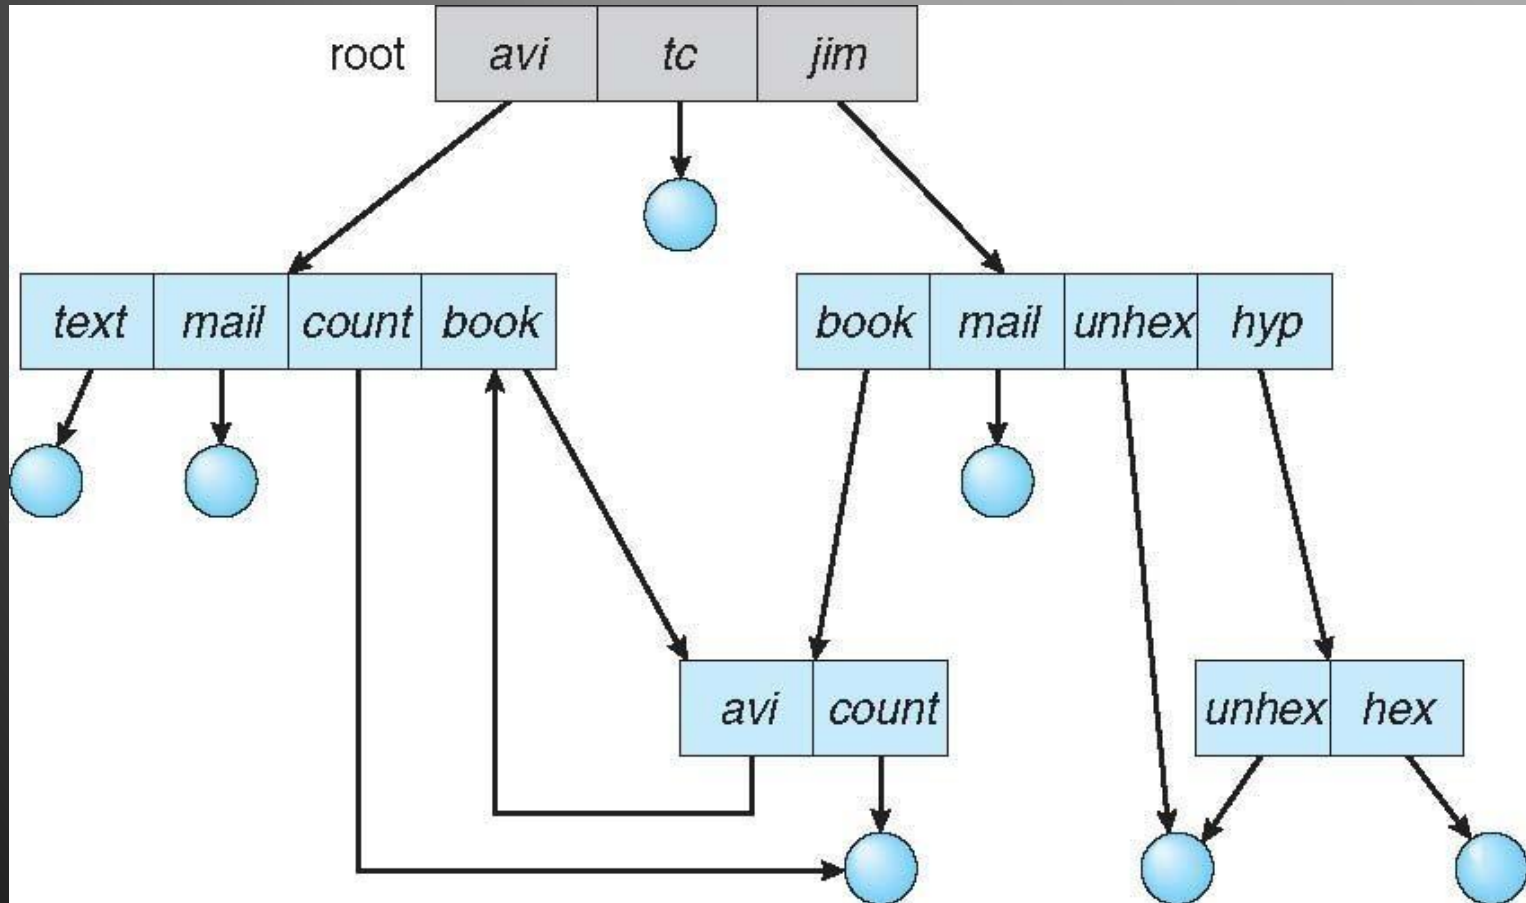 root avi tc jim
text mail count book book mail unhex hyp
avi count unhex hex